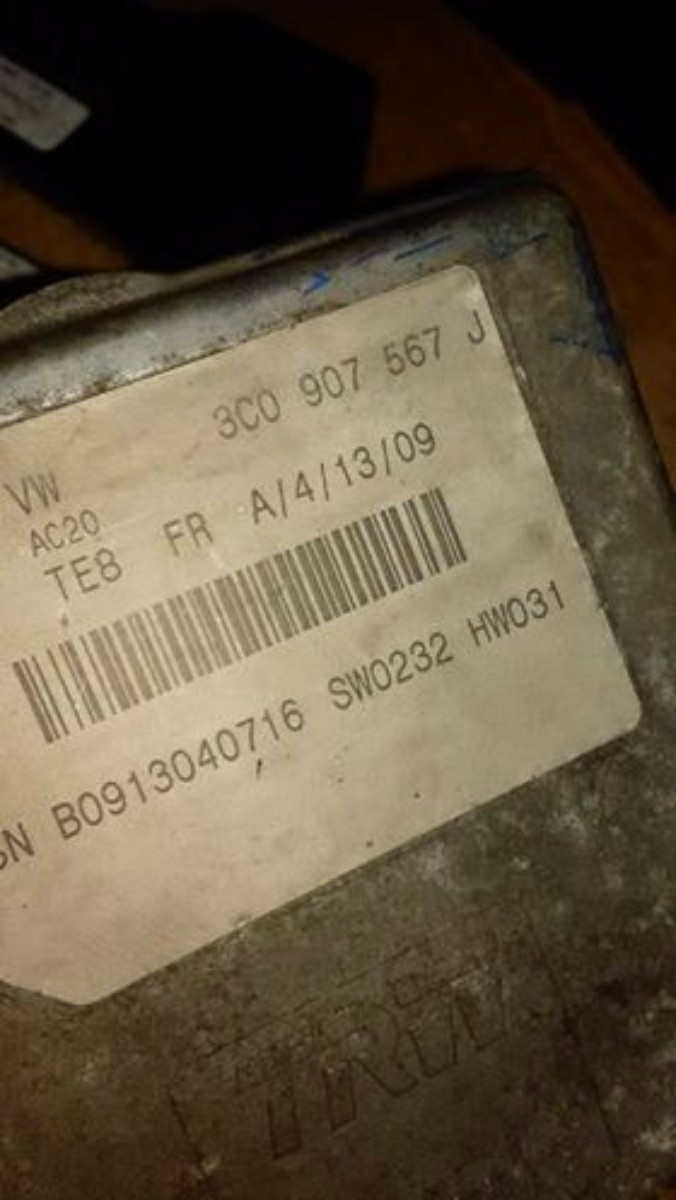 3C0 907 567 J
VW
AC20
TE8 FR A/4/13/09
SN B0913040716 SW0232 HW031
TRW